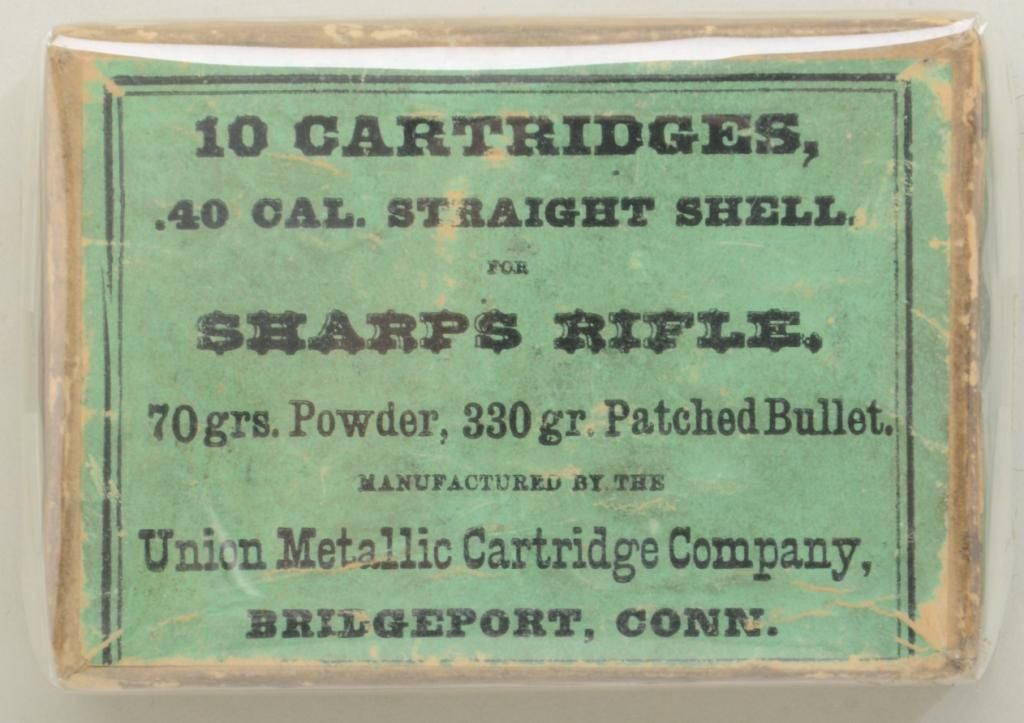 10 CARTRIDGES,
.40 CAL. STRAIGHT SHELL.
FOR
SHARPS RIFLE.
70 grs. Powder, 330 gr. Patched Bullet.
MANUFACTURED BY THE
Union Metallic Cartridge Company,
BRIDGEPORT, CONN.